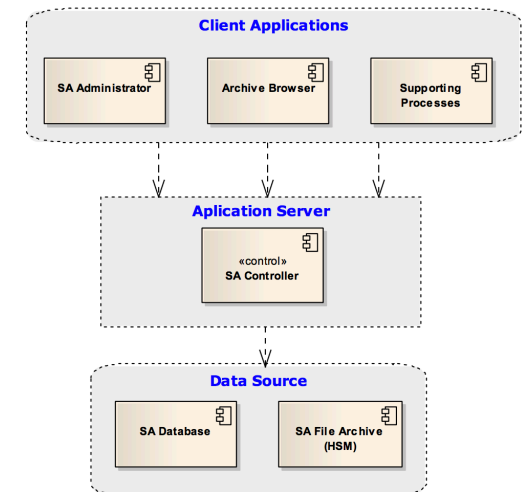 Client Applications
SA Administrator
Archive Browser
Supporting
Processes
Aplication Server
«control»
SA Controller
Data Source
SA Database
SA File Archive
(HSM)